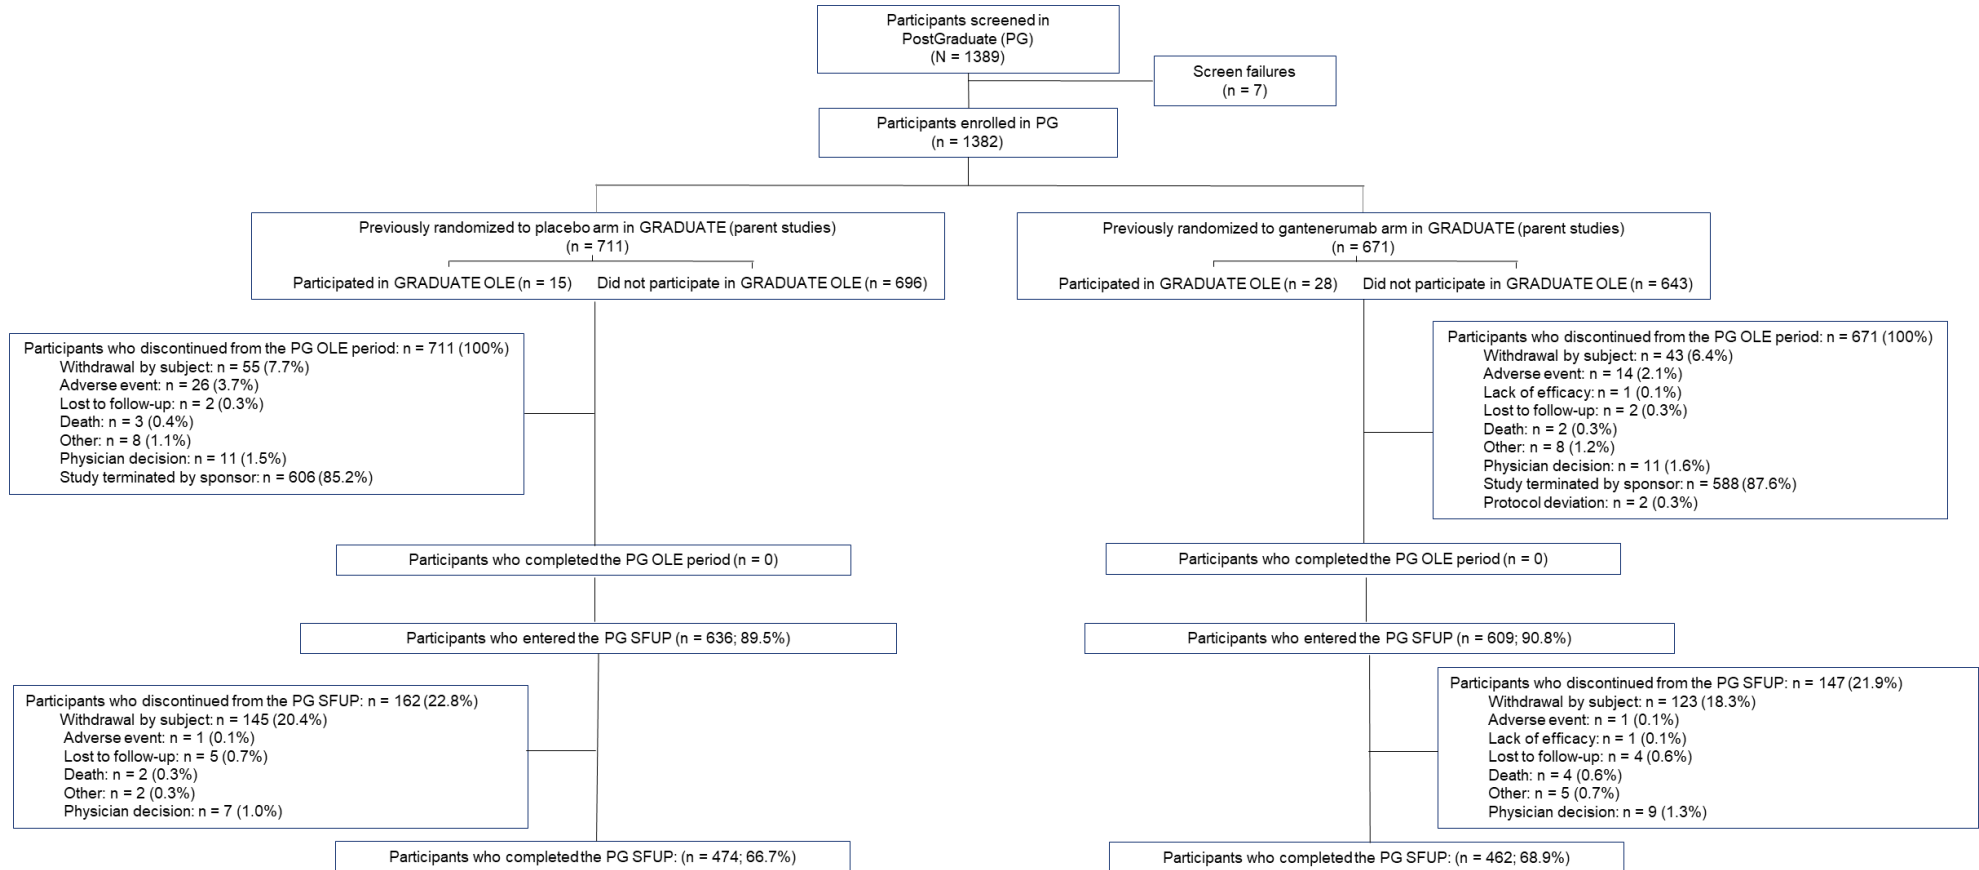 Participants screened in
PostGraduate (PG)
(N = 1389)
Screen failures
(n = 7)
Participants enrolled in PG
(n = 1382)
Previously randomized to placebo arm in GRADUATE (parent studies)
(n = 711)
Participated in GRADUATE OLE (n = 15) Did not participate in GRADUATE OLE (n = 696)
Previously randomized to gantenerumab arm in GRADUATE (parent studies)
(n = 671)
Participated in GRADUATE OLE (n = 28) Did not participate in GRADUATE OLE (n = 643)
Participants who discontinued from the PG OLE period: n = 711 (100%)
Withdrawal by subject: n = 55 (7.7%)
Adverse event: n = 26 (3.7%)
Lost to follow-up: n = 2 (0.3%)
Death: n = 3 (0.4%)
Other: n = 8 (1.1%)
Physician decision: n = 11 (1.5%)
Study terminated by sponsor: n = 606 (85.2%)
Participants who discontinued from the PG OLE period: n = 671 (100%)
Withdrawal by subject: n = 43 (6.4%)
Adverse event: n = 14 (2.1%)
Lack of efficacy: n = 1 (0.1%)
Lost to follow-up: n = 2 (0.3%)
Death: n = 2 (0.3%)
Other: n = 8 (1.2%)
Physician decision: n = 11 (1.6%)
Study terminated by sponsor: n = 588 (87.6%)
Protocol deviation: n = 2 (0.3%)
Participants who completed the PG OLE period (n = 0)
Participants who completed the PG OLE period (n = 0)
Participants who entered the PG SFUP (n = 636; 89.5%)
Participants who entered the PG SFUP (n = 609; 90.8%)
Participants who discontinued from the PG SFUP: n = 162 (22.8%)
Withdrawal by subject: n = 145 (20.4%)
Adverse event: n = 1 (0.1%)
Lost to follow-up: n = 5 (0.7%)
Death: n = 2 (0.3%)
Other: n = 2 (0.3%)
Physician decision: n = 7 (1.0%)
Participants who discontinued from the PG SFUP: n = 147 (21.9%)
Withdrawal by subject: n = 123 (18.3%)
Adverse event: n = 1 (0.1%)
Lack of efficacy: n = 1 (0.1%)
Lost to follow-up: n = 4 (0.6%)
Death: n = 4 (0.6%)
Other: n = 5 (0.7%)
Physician decision: n = 9 (1.3%)
Participants who completed the PG SFUP: (n = 474; 66.7%)
Participants who completed the PG SFUP: (n = 462; 68.9%)